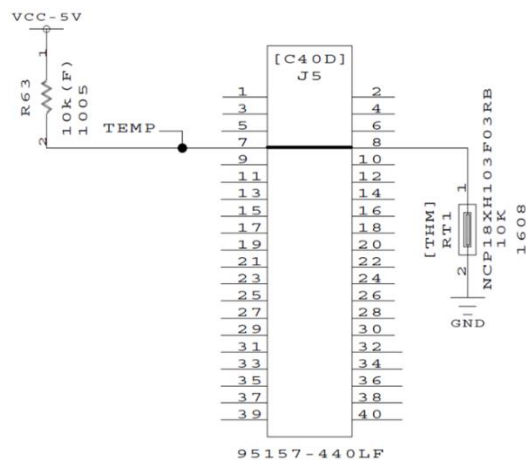 VCC-5V
1
R63
10k(F)
1005
2
TEMP
[C40D]
J5
1 2
3 4
5 6
7 8
9 10
11 12
13 14
15 16
17 18
19 20
21 22
23 24
25 26
27 28
29 30
31 32
33 34
35 36
37 38
39 40
95157-440LF
1
[THM]
RT1
NCP18XH103F03RB
10K
1608
2
GND